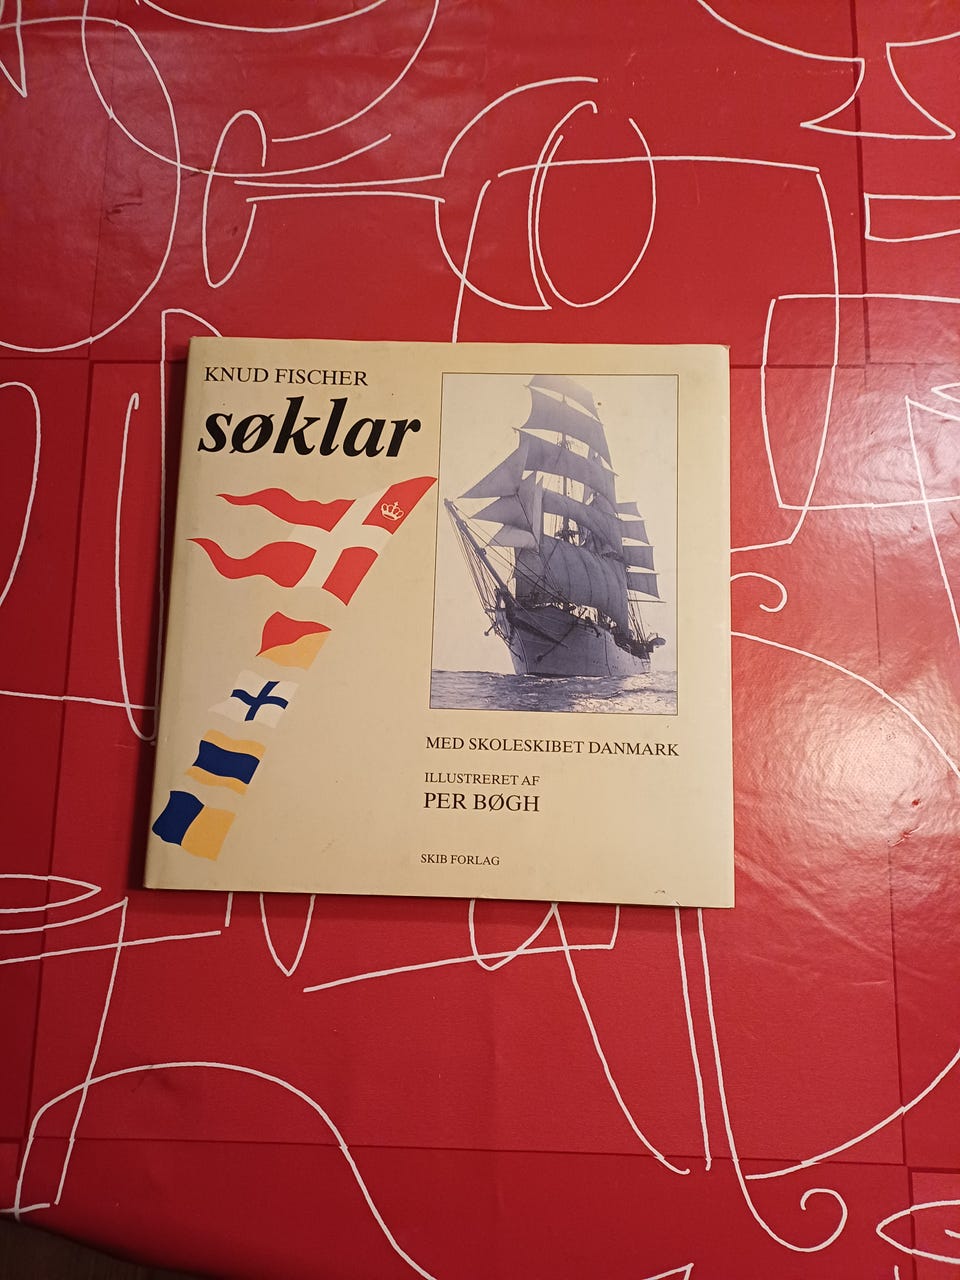 KNUD FISCHER
søklar
MED SKOLESKIBET DANMARK
ILLUSTRERET AF
PER BØGH
SKIB FORLAG